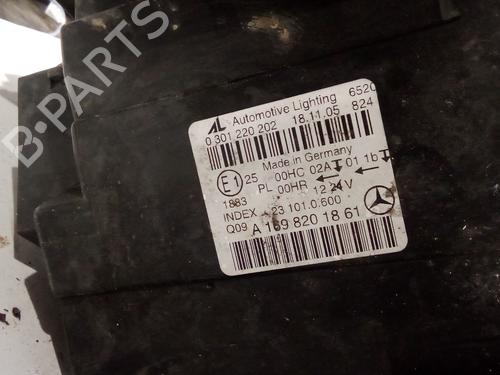 B-PARTS
AL Automotive Lighting 6520
0 301 220 202 18.11.05 824
Made in Germany
E1 25 00HC 02A 01 1b
PL 00HR 12 24V
1883
INDEX 23 101.0.600
Q09 A 169 820 18 61